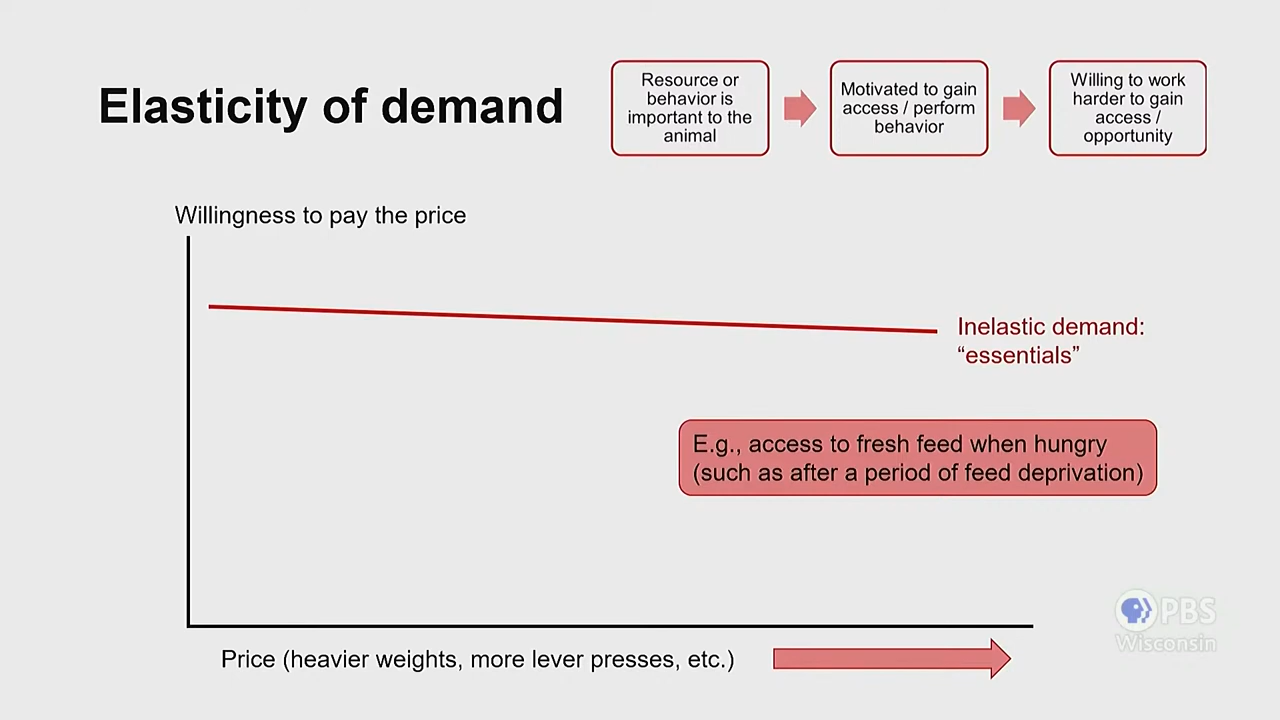 Elasticity of demand
Resource or
behavior is
important to the
animal
Motivated to gain
access / perform
behavior
Willing to work
harder to gain
access /
opportunity
Willingness to pay the price
Inelastic demand:
“essentials”
E.g., access to fresh feed when hungry
(such as after a period of feed deprivation)
Price (heavier weights, more lever presses, etc.)
PBS
Wisconsin